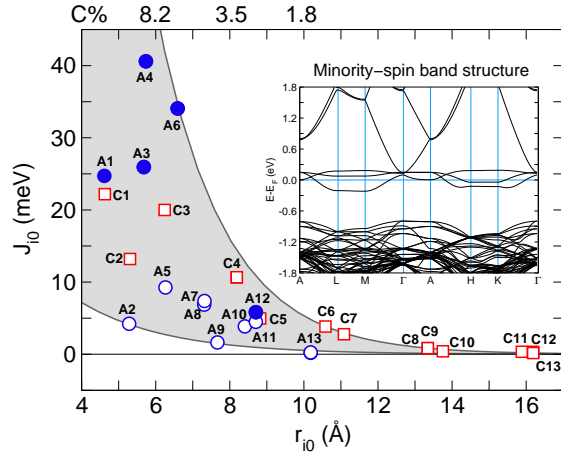 C% 8.2 3.5 1.8
J_i0 (meV)
40
30
20
10
0
A4
A6
A1
A3
C1
C3
C2
C4
A5
A7
A8
A10
A12
C5
A11
A2
A9
A13
C6
C7
C8
C9
C10
C11
C12
C13
Minority-spin band structure
E-E_F (eV)
1.8
1.2
0.6
0.0
-0.6
-1.2
-1.8
A L M Γ A H K Γ
4 6 8 10 12 14 16
r_i0 (Å)